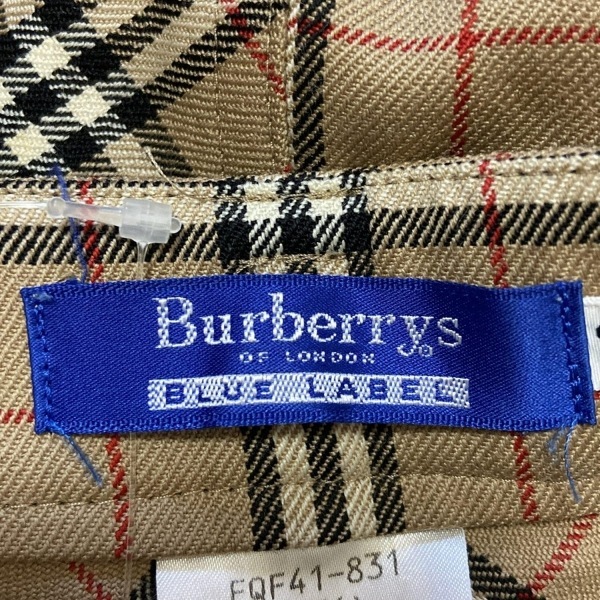 Burberrys
OF LONDON
BLUE LABEL
FQF41-831